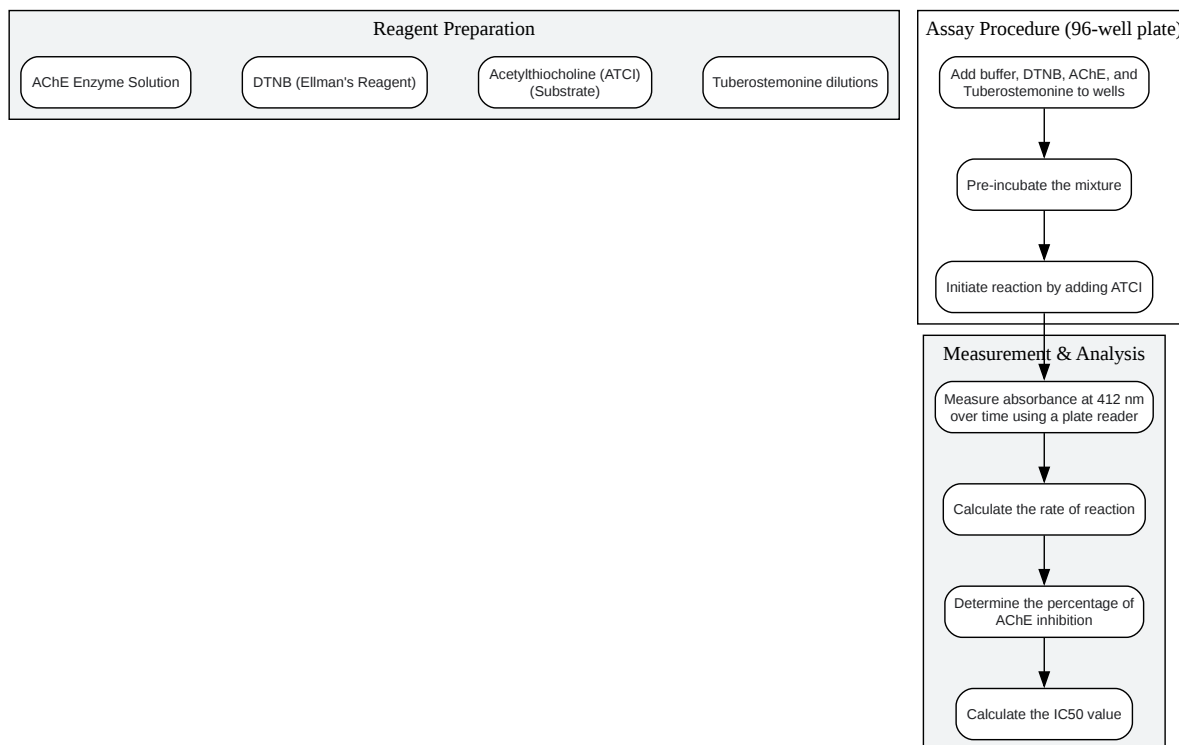 Reagent Preparation
AChE Enzyme Solution
DTNB (Ellman's Reagent)
Acetylthiocholine (ATCI)
(Substrate)
Tuberostemonine dilutions
Assay Procedure (96-well plate)
Add buffer, DTNB, AChE, and
Tuberostemonine to wells
Pre-incubate the mixture
Initiate reaction by adding ATCI
Measurement & Analysis
Measure absorbance at 412 nm
over time using a plate reader
Calculate the rate of reaction
Determine the percentage of
AChE inhibition
Calculate the IC50 value